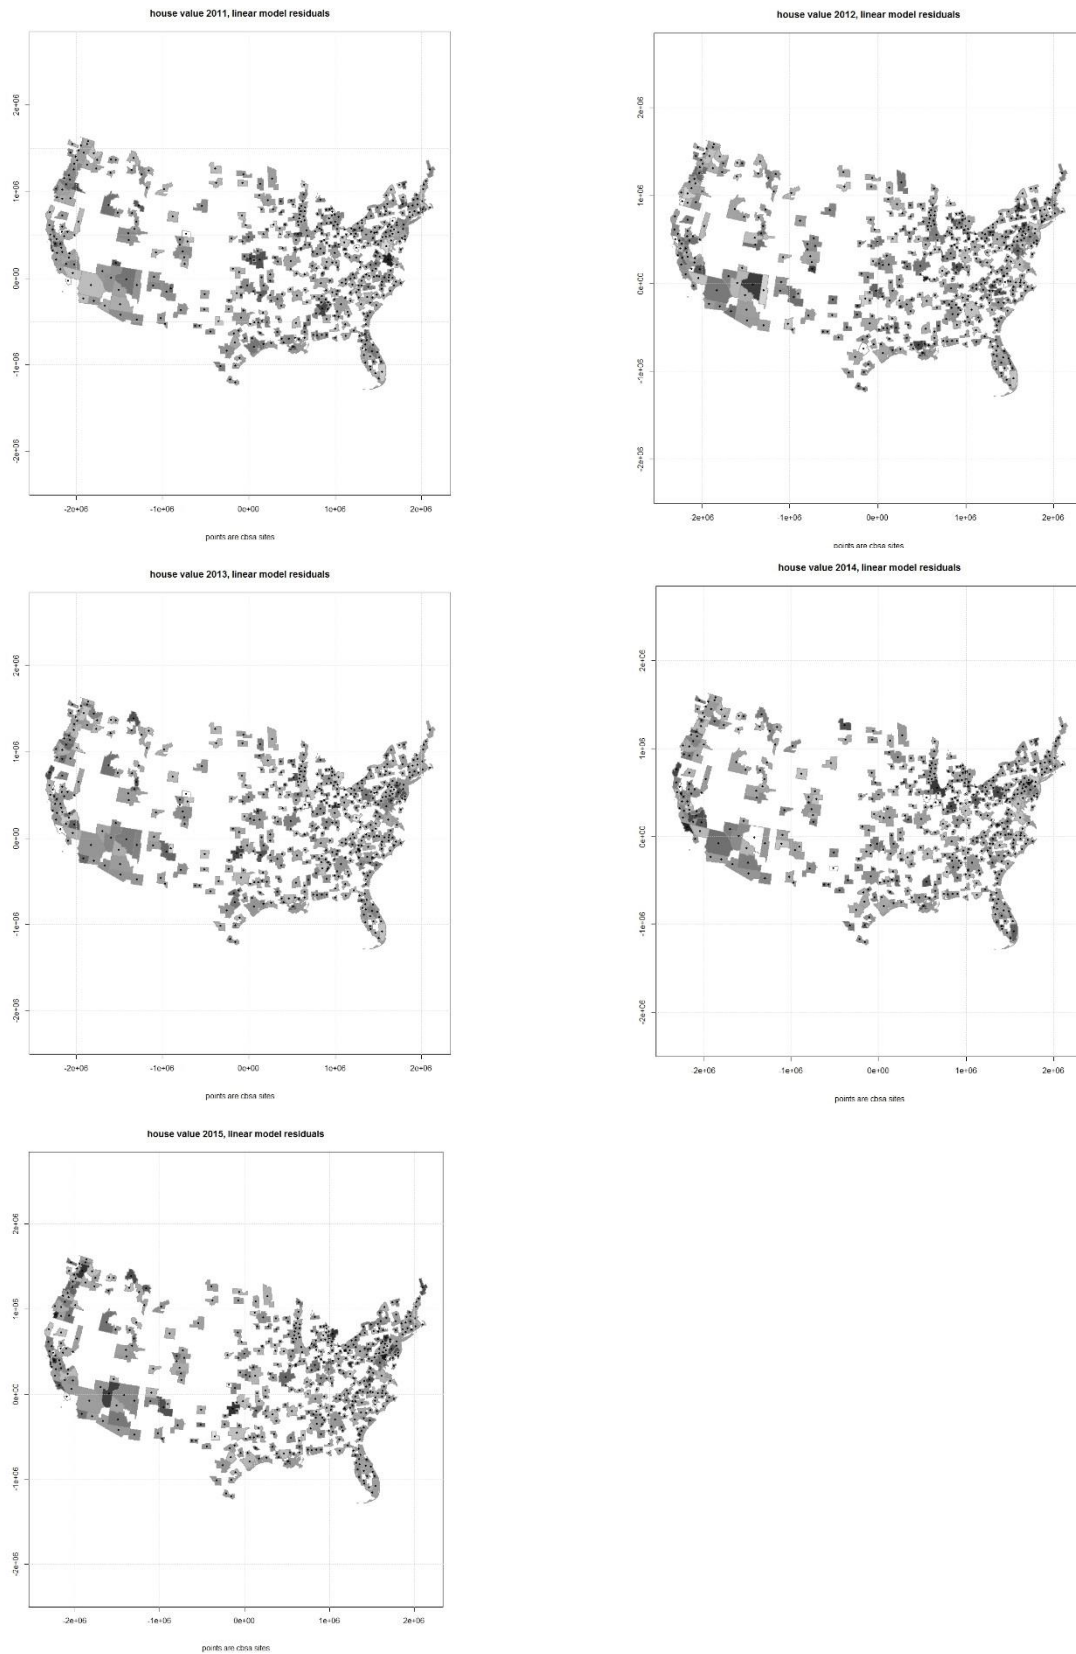 house value 2011, linear model residuals
2e+06
1e+06
0e+00
-1e+06
-2e+06
-2e+06 -1e+06 0e+00 1e+06 2e+06
points are cbsa sites
house value 2012, linear model residuals
2e+06
1e+06
0e+00
-1e+06
-2e+06
-2e+06 -1e+06 0e+00 1e+06 2e+06
points are cbsa sites
house value 2013, linear model residuals
2e+06
1e+06
0e+00
-1e+06
-2e+06
-2e+06 -1e+06 0e+00 1e+06 2e+06
points are cbsa sites
house value 2014, linear model residuals
2e+06
1e+06
0e+00
-1e+06
-2e+06
-2e+06 -1e+06 0e+00 1e+06 2e+06
points are cbsa sites
house value 2015, linear model residuals
2e+06
1e+06
0e+00
-1e+06
-2e+06
-2e+06 -1e+06 0e+00 1e+06 2e+06
points are cbsa sites